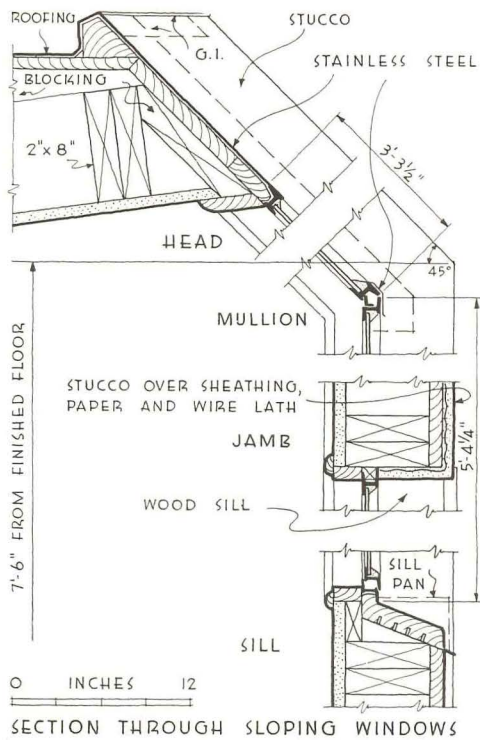 ROOFING
STUCCO
G.I.
STAINLESS STEEL
BLOCKING
2"x 8"
3'-3½"
HEAD
45°
MULLION
7'-6" FROM FINISHED FLOOR
STUCCO OVER SHEATHING,
PAPER AND WIRE LATH
JAMB
5'-4¼"
WOOD SILL
SILL
PAN
SILL
0 INCHES 12
SECTION THROUGH SLOPING WINDOWS